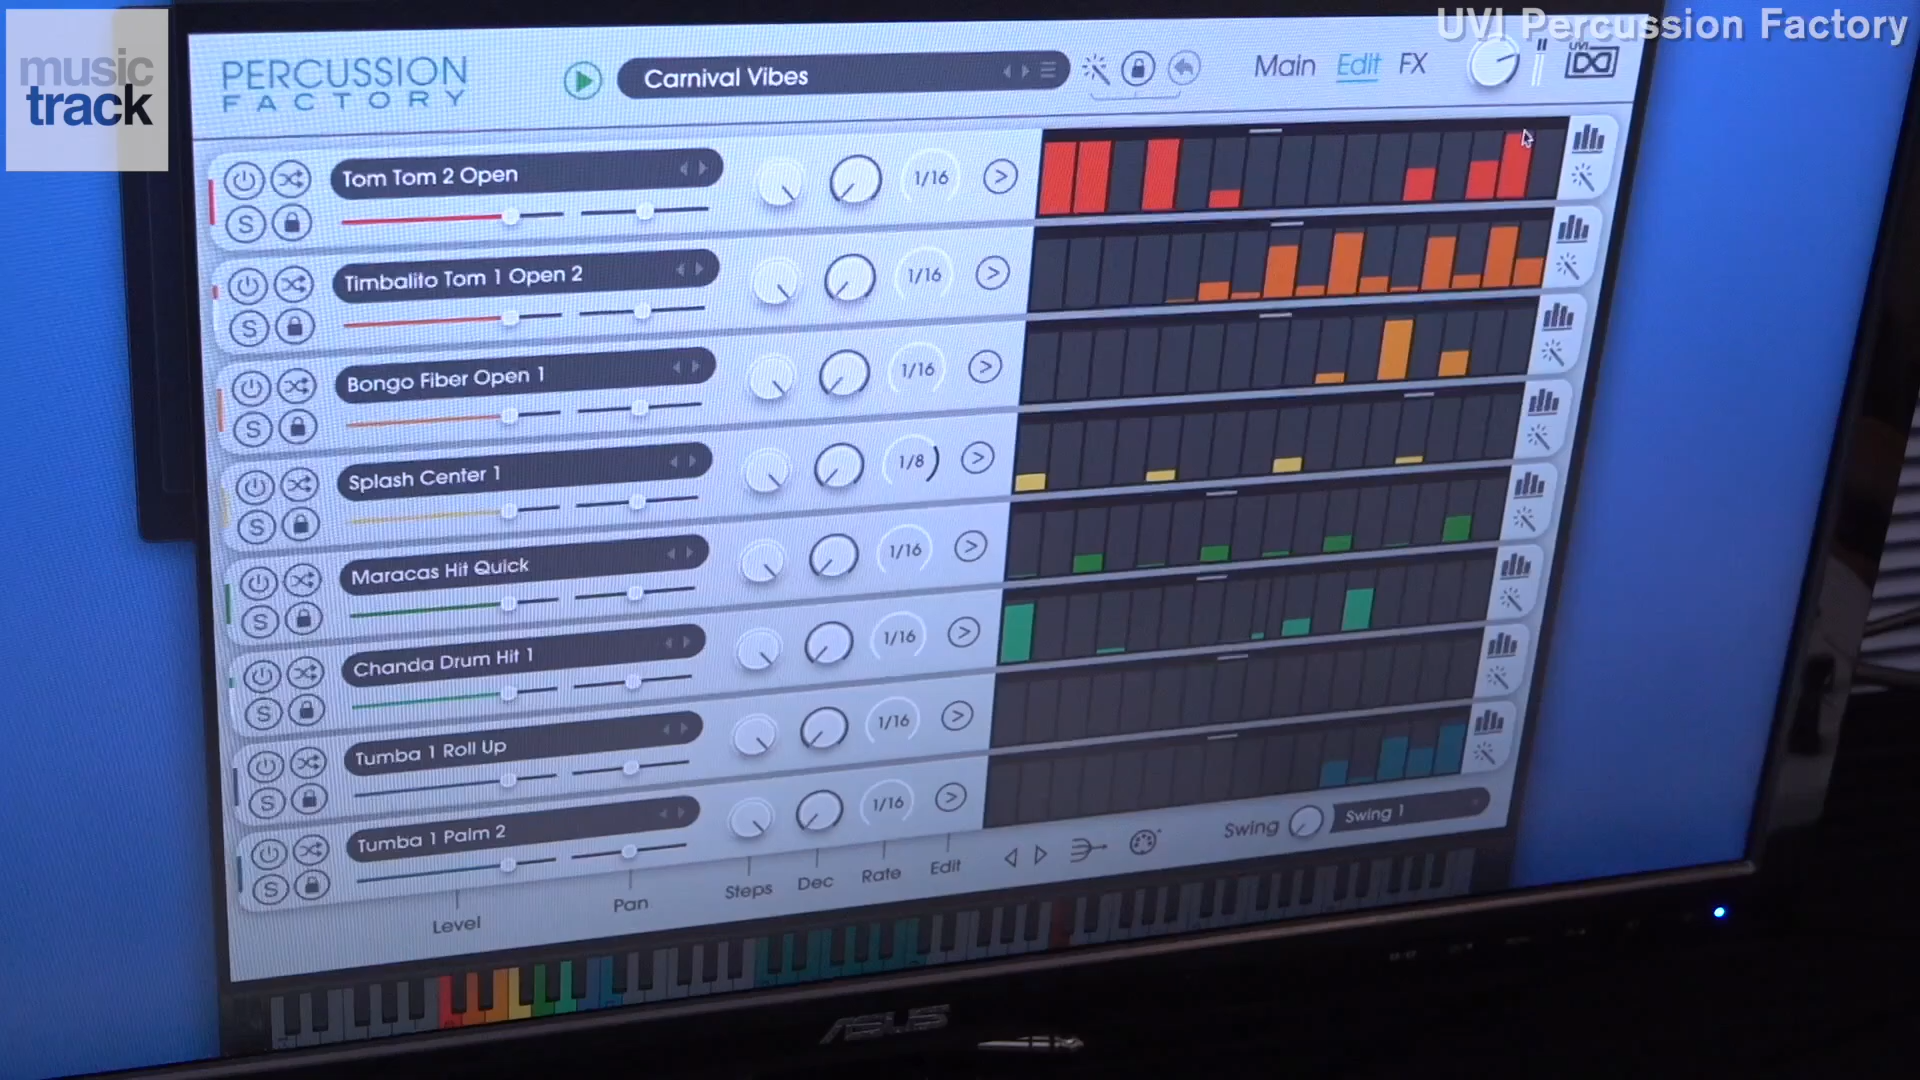 music
track
UVI Percussion Factory
PERCUSSION
FACTORY
Carnival Vibes
Main Edit FX
UVI
Tom Tom 2 Open
1/16
S
Timbalito Tom 1 Open 2
1/16
S
Bongo Fiber Open 1
1/16
S
Splash Center 1
1/8
S
Maracas Hit Quick
1/16
S
Chanda Drum Hit 1
1/16
S
Tumba 1 Roll Up
1/16
S
Tumba 1 Palm 2
1/16
S
Swing Swing 1
Level Pan Steps Dec Rate Edit
ASUS